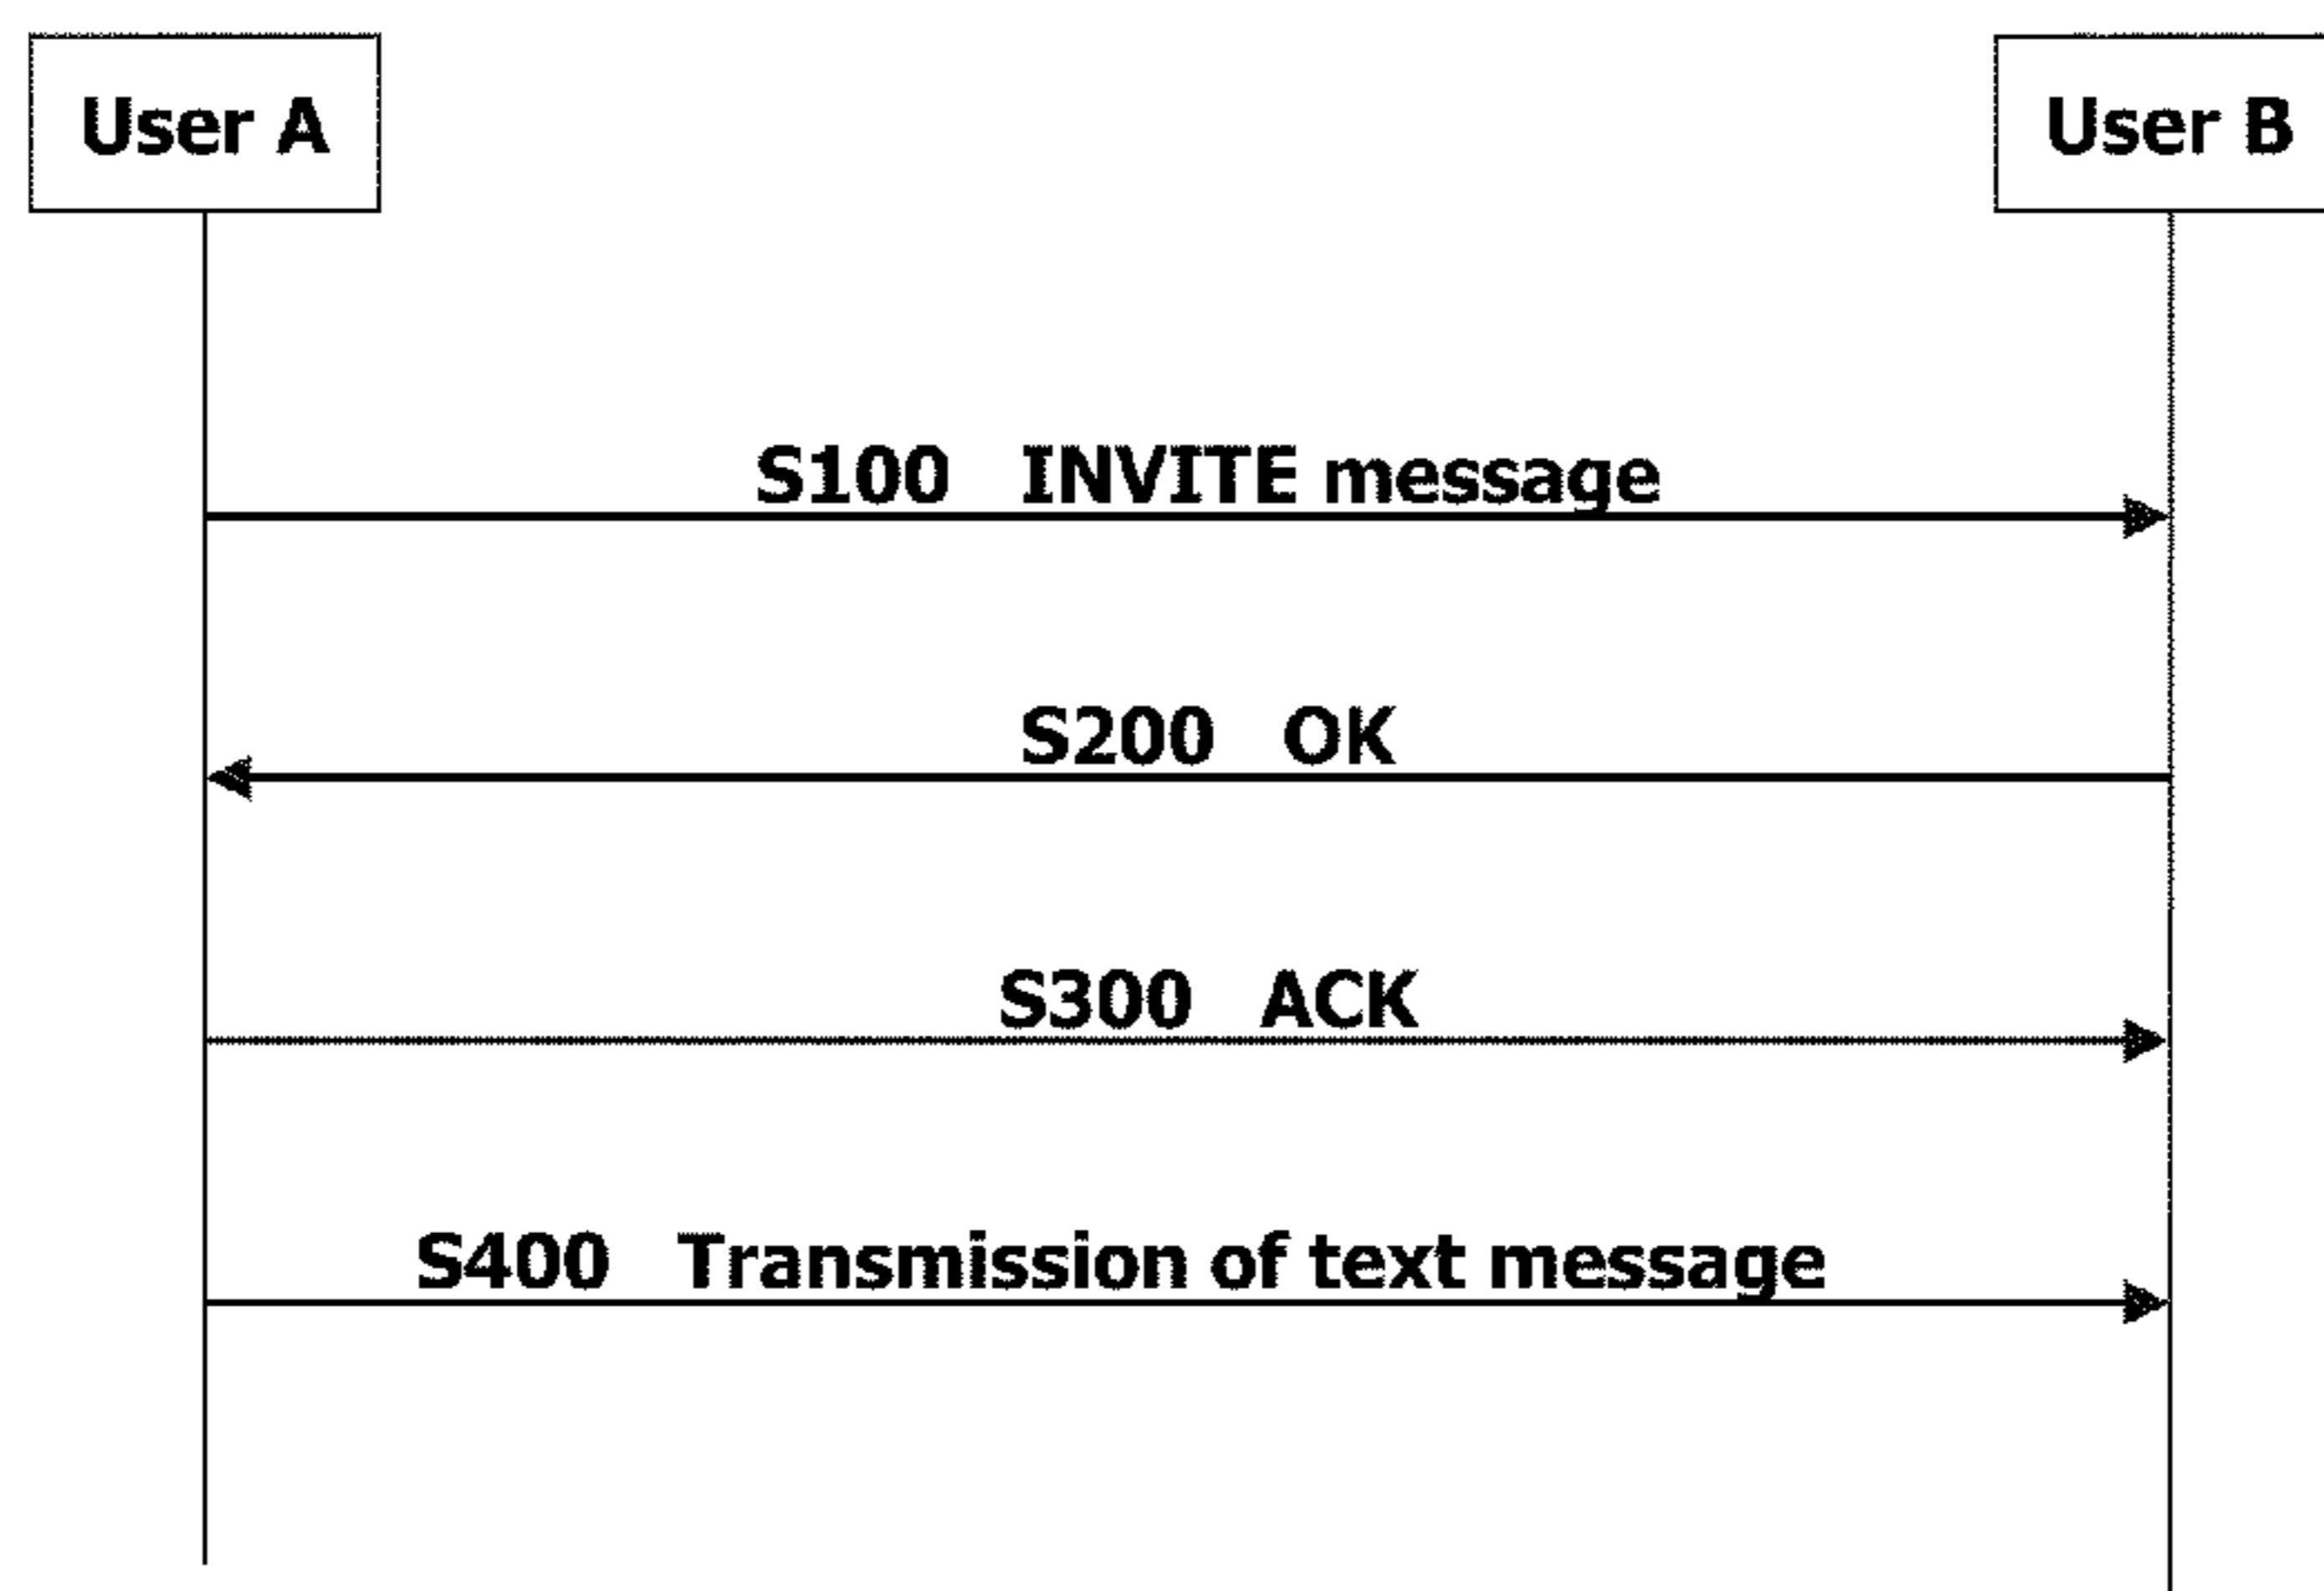 User A
User B
S100 INVITE message
S200 OK
S300 ACK
S400 Transmission of text message